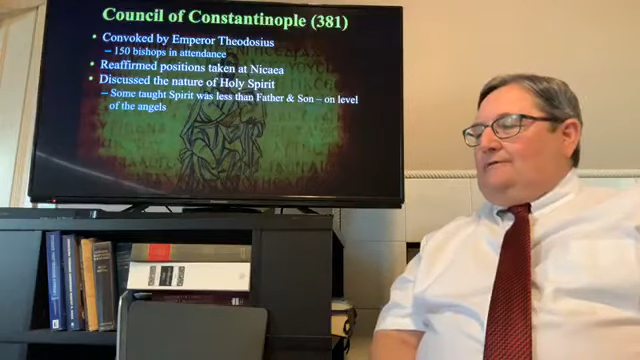 Council of Constantinople (381)
• Convoked by Emperor Theodosius
– 150 bishops in attendance
• Reaffirmed positions taken at Nicaea
• Discussed the nature of Holy Spirit
– Some taught Spirit was less than Father & Son – on level
of the angels